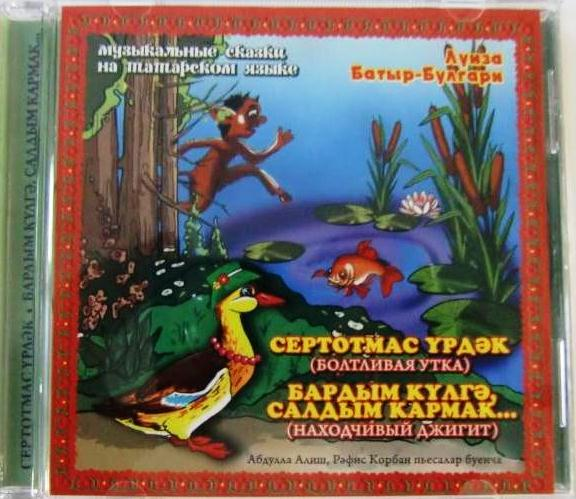 СЕРТОТМАС ҮРДӘК • БАРДЫМ КҮЛГӘ, САЛДЫМ КАРМАК...
музыкальные сказки
на татарском языке
Луиза
Батыр-Булгари
СЕРТОТМАС ҮРДӘК
(БОЛТЛИВАЯ УТКА)
БАРДЫМ КҮЛГӘ,
САЛДЫМ КАРМАК...
(НАХОДЧИВЫЙ ДЖИГИТ)
Абдулла Алиш, Рәфис Корбан пьесалар буенча